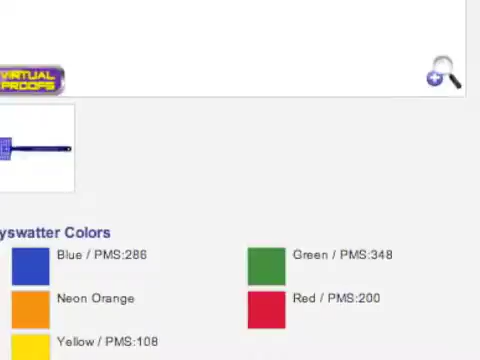 VIRTUAL
PROOFS
yswatter Colors
Blue / PMS:286
Green / PMS:348
Neon Orange
Red / PMS:200
Yellow / PMS:108